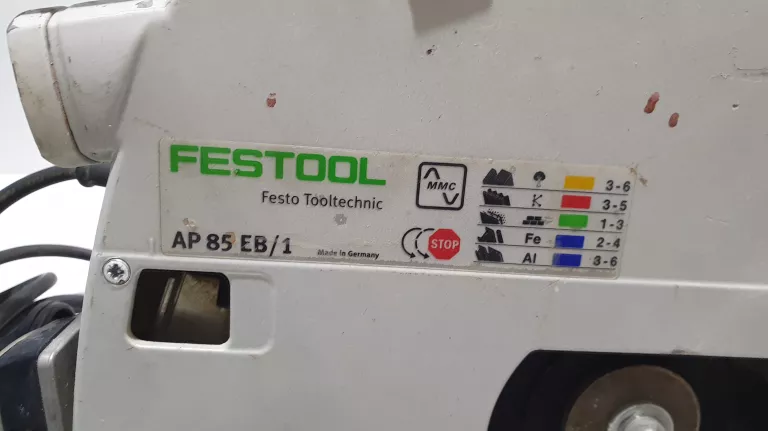 FESTOOL
Festo Tooltechnic
AP 85 EB/1
Made in Germany
MMC
STOP
3-6
K 3-5
1-3
Fe 2-4
Al 3-6